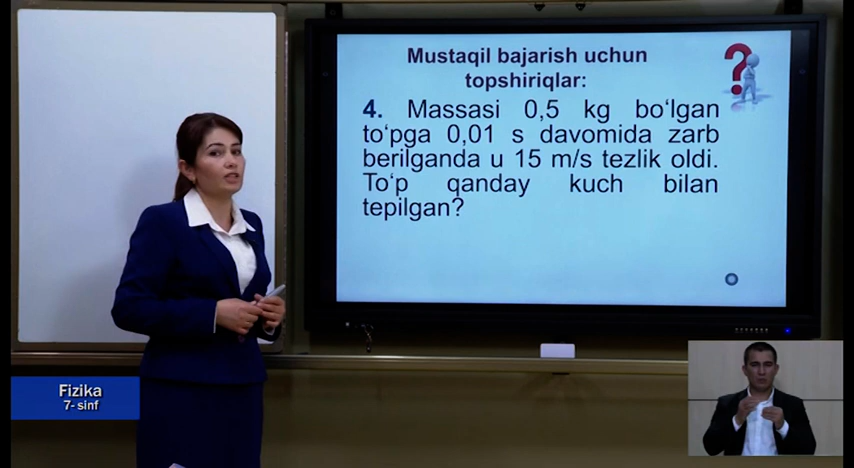 Mustaqil bajarish uchun
topshiriqlar:
4. Massasi 0,5 kg bo‘lgan
to‘pga 0,01 s davomida zarb
berilganda u 15 m/s tezlik oldi.
To‘p qanday kuch bilan
tepilgan?
Fizika
7- sinf